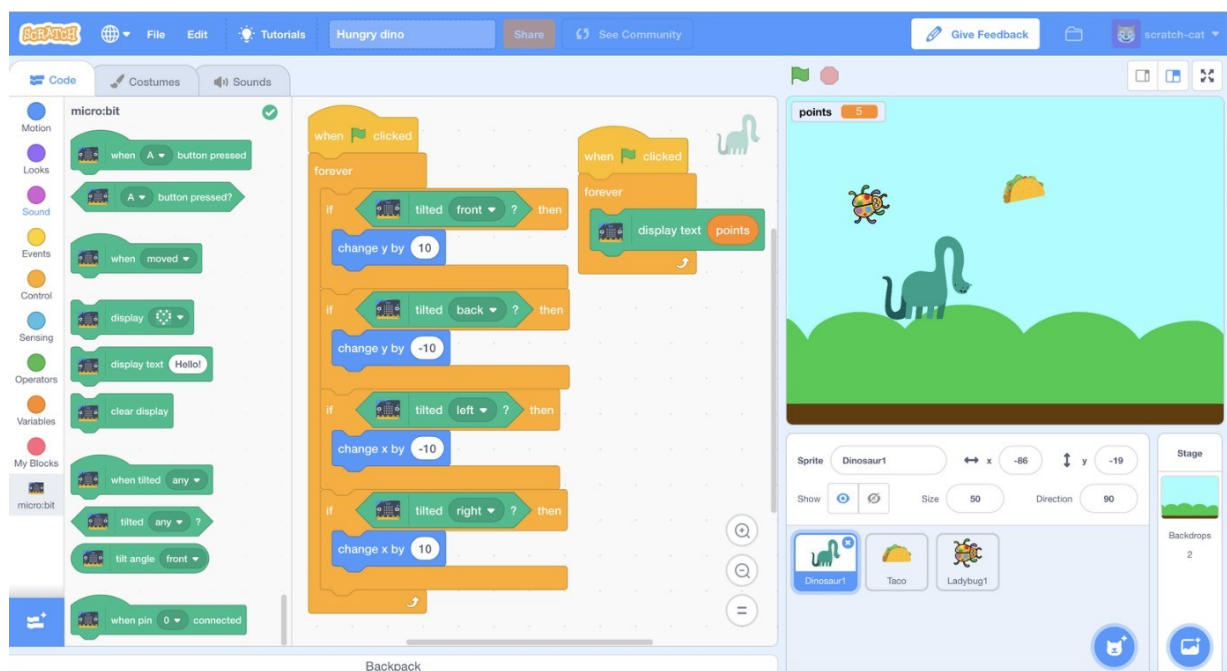 SCRATCH
File
Edit
Tutorials
Hungry dino
Share
See Community
Give Feedback
scratch-cat
Code
Costumes
Sounds
Motion
Looks
Sound
Events
Control
Sensing
Operators
Variables
My Blocks
micro:bit
micro:bit
when A button pressed
A button pressed?
when moved
display
display text Hello!
clear display
when tilted any
tilted any ?
tilt angle front
when pin 0 connected
when clicked
forever
if tilted front ? then
change y by 10
if tilted back ? then
change y by -10
if tilted left ? then
change x by -10
if tilted right ? then
change x by 10
when clicked
forever
display text points
Backpack
points 5
Sprite Dinosaur1 x -86 y -19
Show Size 50 Direction 90
Dinosaur1
Taco
Ladybug1
Stage
Backdrops
2